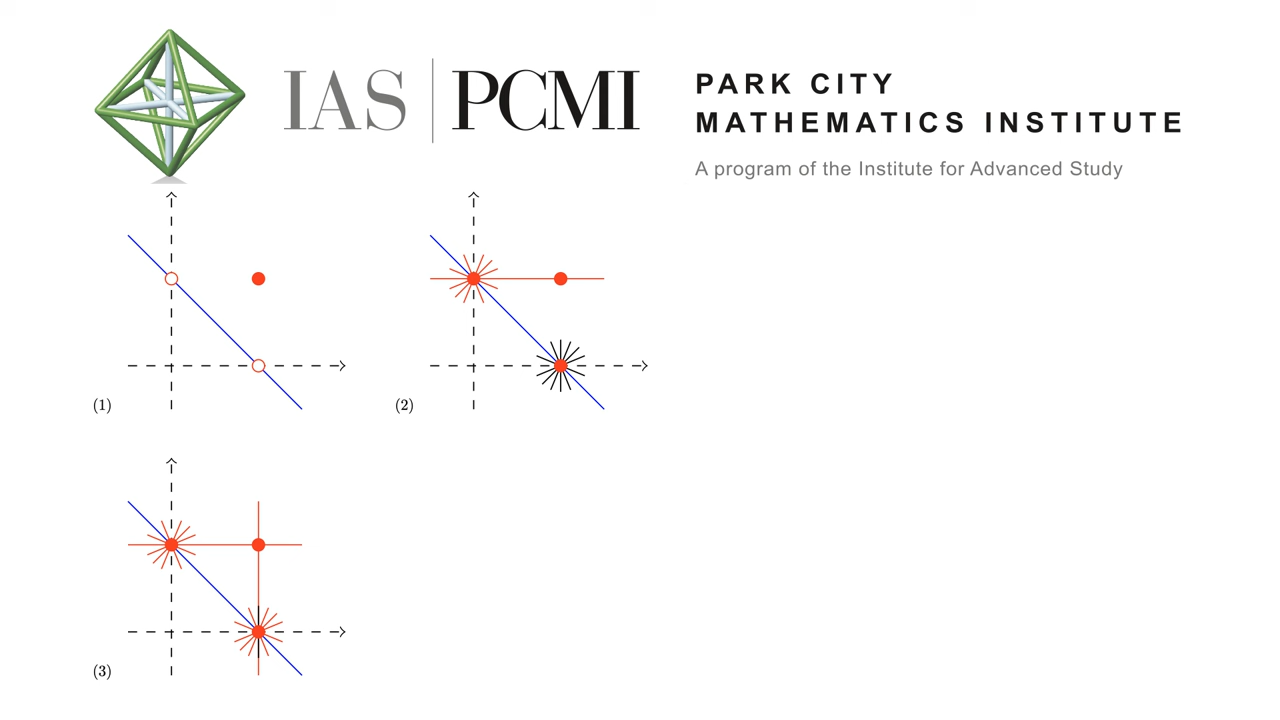 IAS PCMI
PARK CITY
MATHEMATICS INSTITUTE
A program of the Institute for Advanced Study
(1)
(2)
(3)